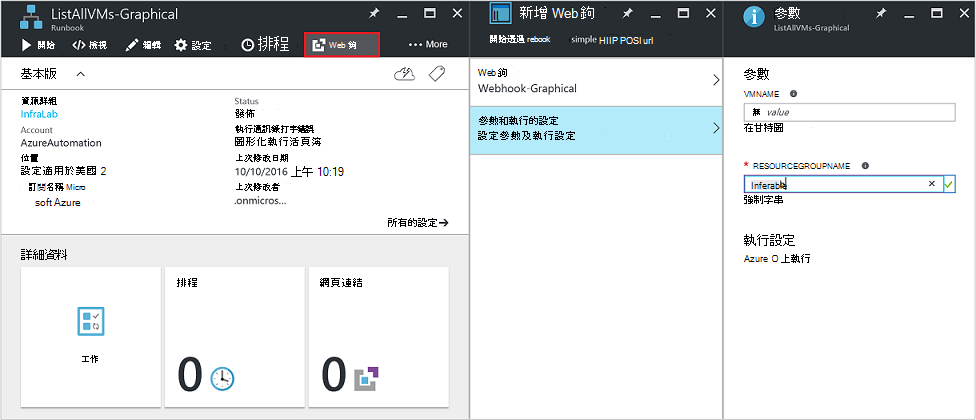 ListAllVMs-Graphical
Runbook
開始
檢視
編輯
設定
排程
Web 鉤
More
基本版
資源群組
InfraLab
Account
AzureAutomation
位置
設定適用於美國 2
訂閱名稱 Micro
soft Azure
Status
發佈
執行通訊錄打字錯誤
圖形化執行活頁簿
上次修改日期
10/10/2016 上午 10:19
上次修改者
.onmicros...
所有的設定
詳細資料
工作
排程
0
網頁連結
0
新增 Web 鉤
開始透過 rebook simple HIIP POSI url
Web 鉤
Webhook-Graphical
參數和執行的設定
設定參數及執行設定
參數
ListAllVMs-Graphical
參數
VMNAME
無 value
在甘特圖
* RESOURCEGROUPNAME
Inferable
強制字串
執行設定
Azure O 上執行